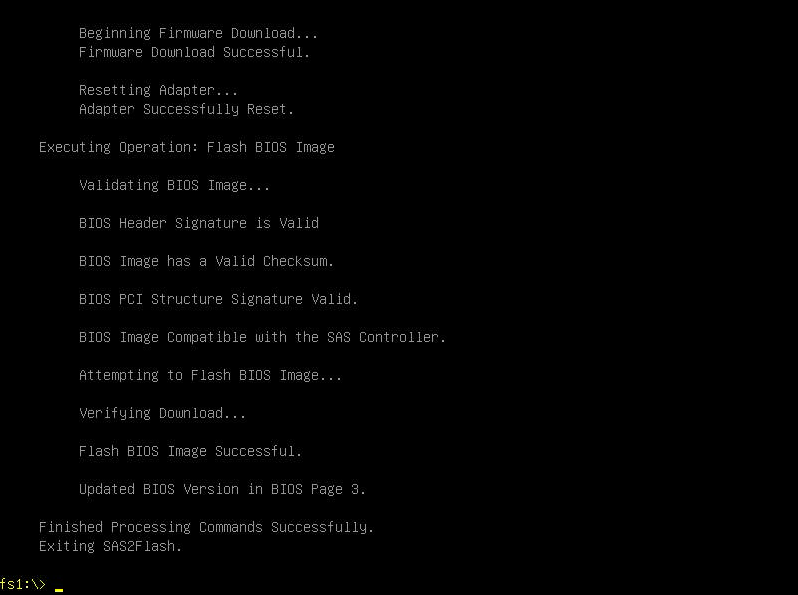 Beginning Firmware Download...
Firmware Download Successful.
Resetting Adapter...
Adapter Successfully Reset.
Executing Operation: Flash BIOS Image
Validating BIOS Image...
BIOS Header Signature is Valid
BIOS Image has a Valid Checksum.
BIOS PCI Structure Signature Valid.
BIOS Image Compatible with the SAS Controller.
Attempting to Flash BIOS Image...
Verifying Download...
Flash BIOS Image Successful.
Updated BIOS Version in BIOS Page 3.
Finished Processing Commands Successfully.
Exiting SAS2Flash.
fs1:\> _